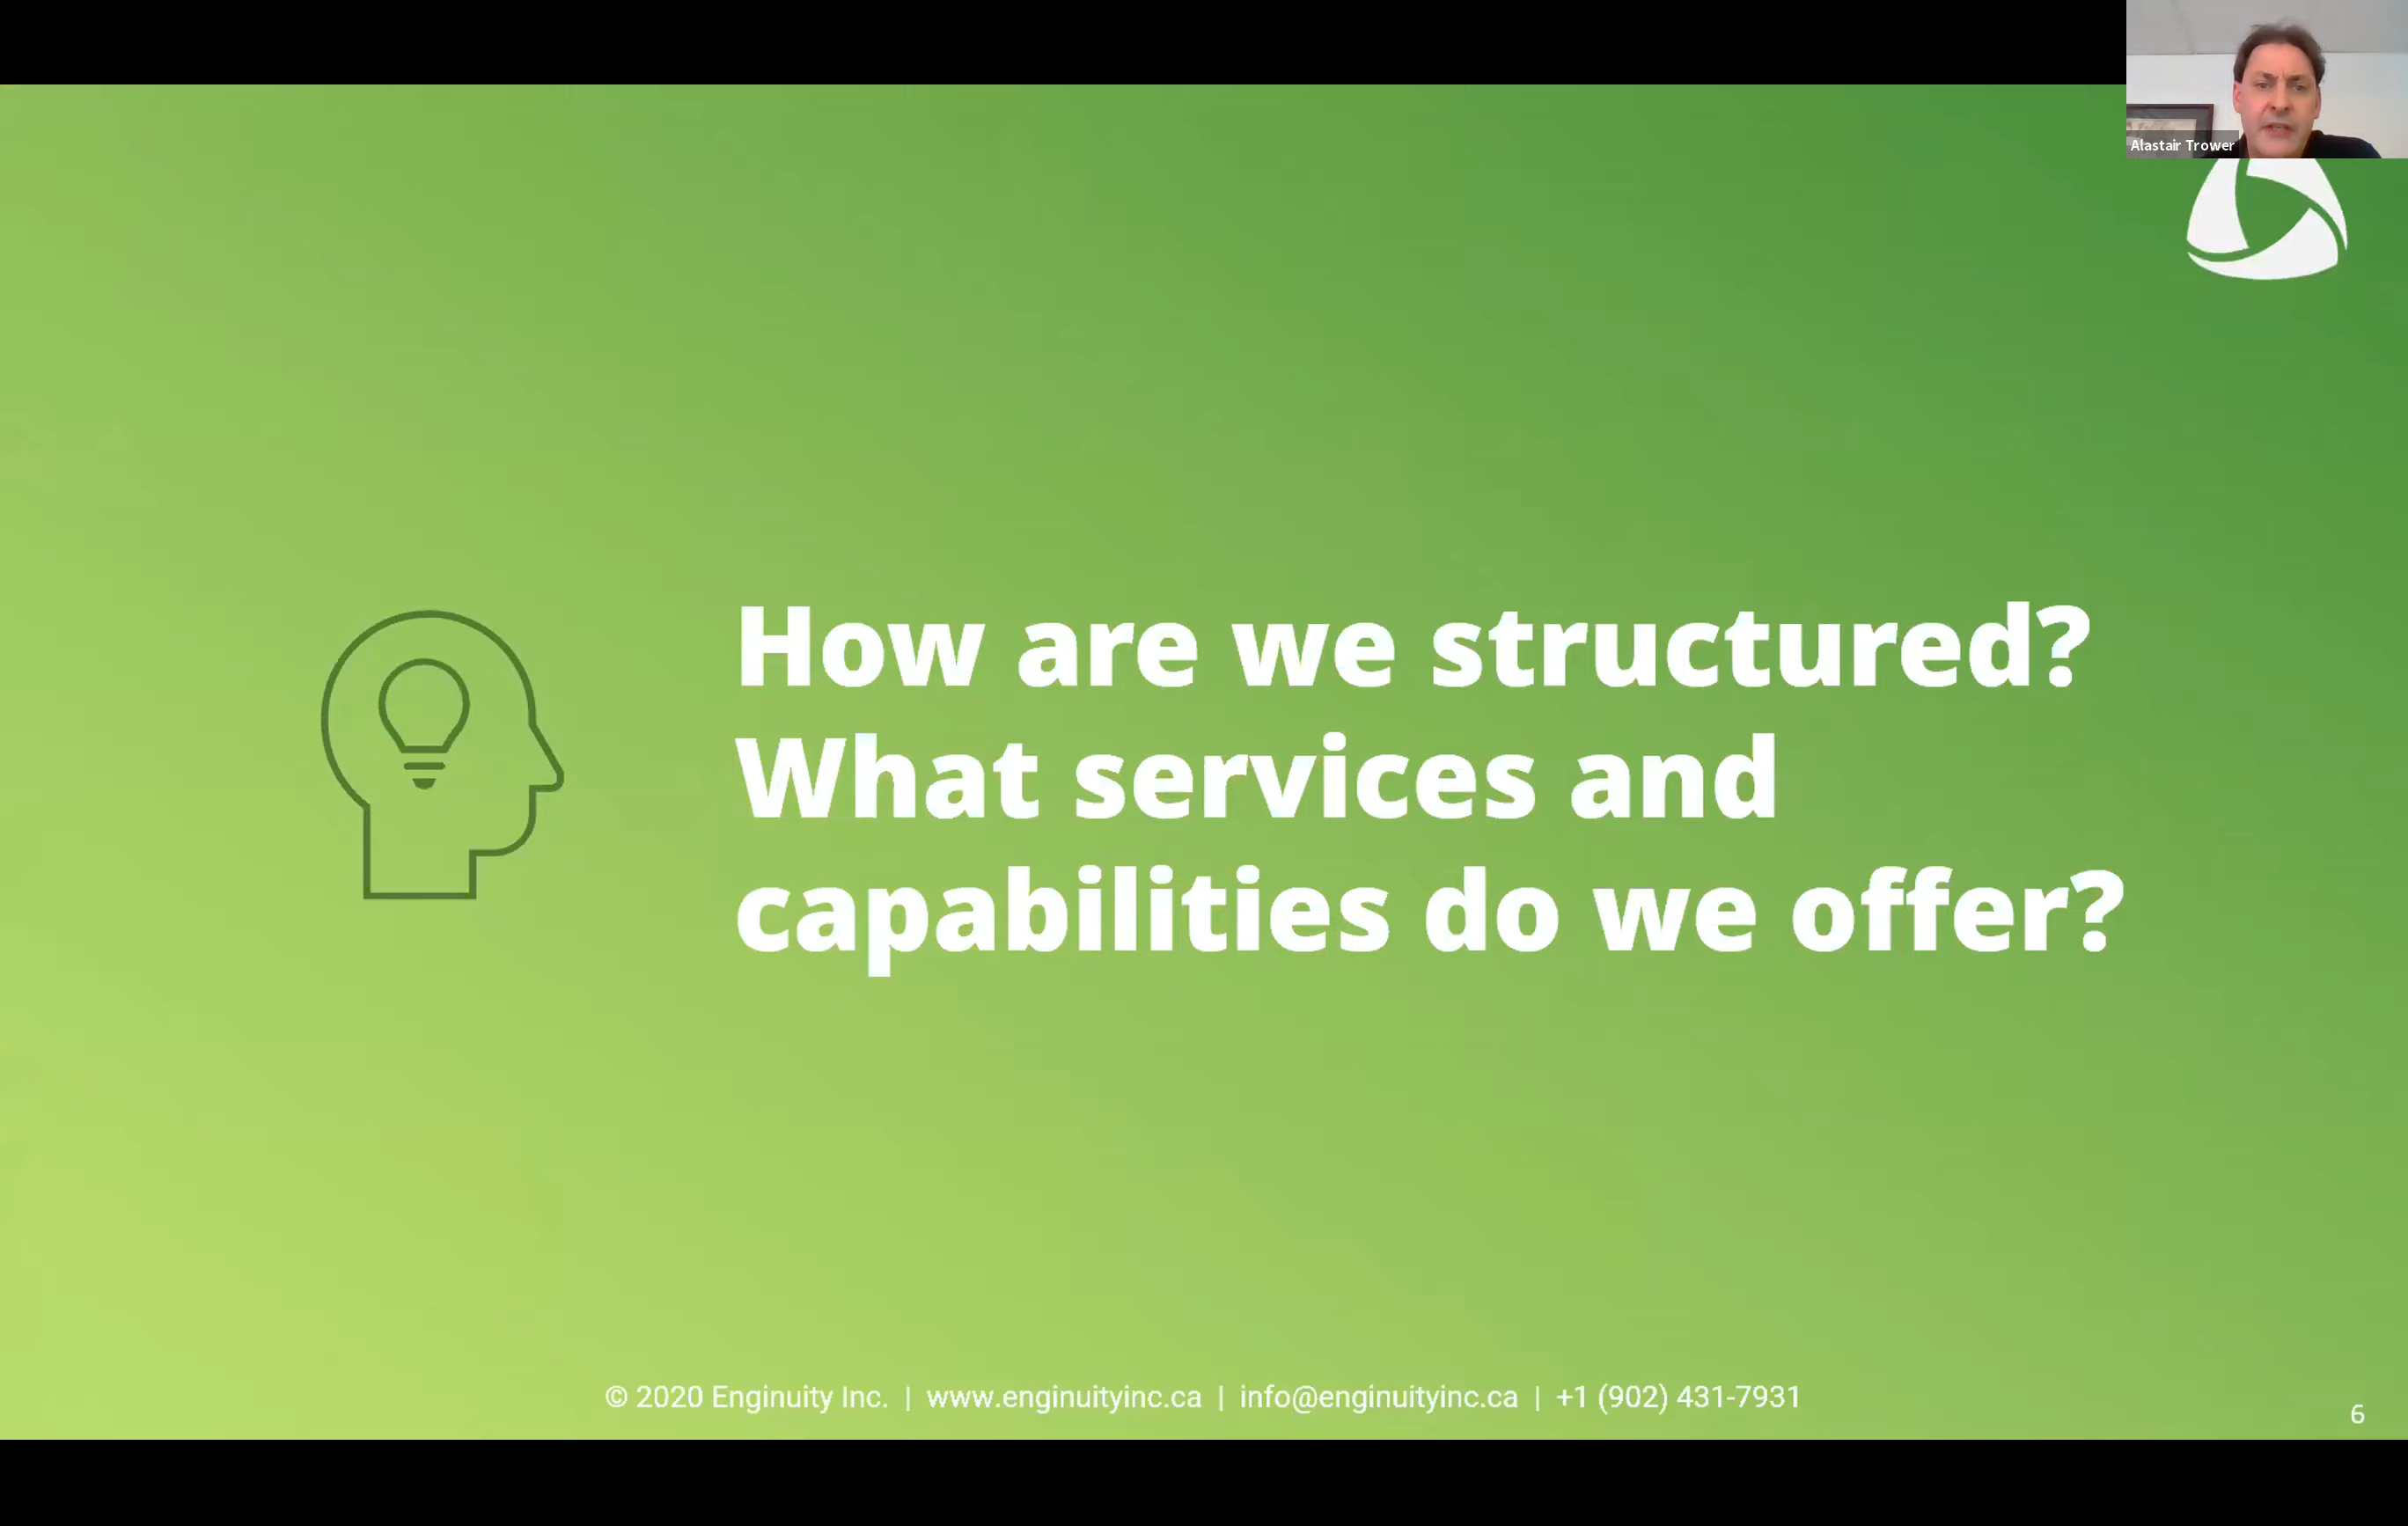 Alastair Trower
How are we structured?
What services and
capabilities do we offer?
© 2020 Enginuity Inc. | www.enginuityinc.ca | info@enginuityinc.ca | +1 (902) 431-7931
6